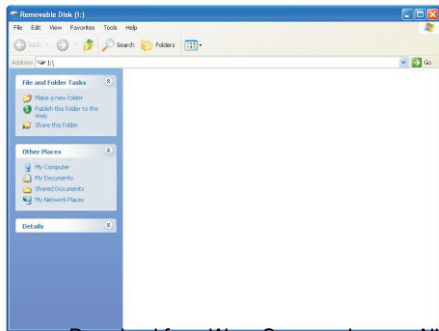 Removable Disk (I:)
File Edit View Favorites Tools Help
Back Search Folders
Address I:\ Go
File and Folder Tasks
Make a new folder
Publish this folder to the Web
Share this folder
Other Places
My Computer
My Documents
Shared Documents
My Network Places
Details